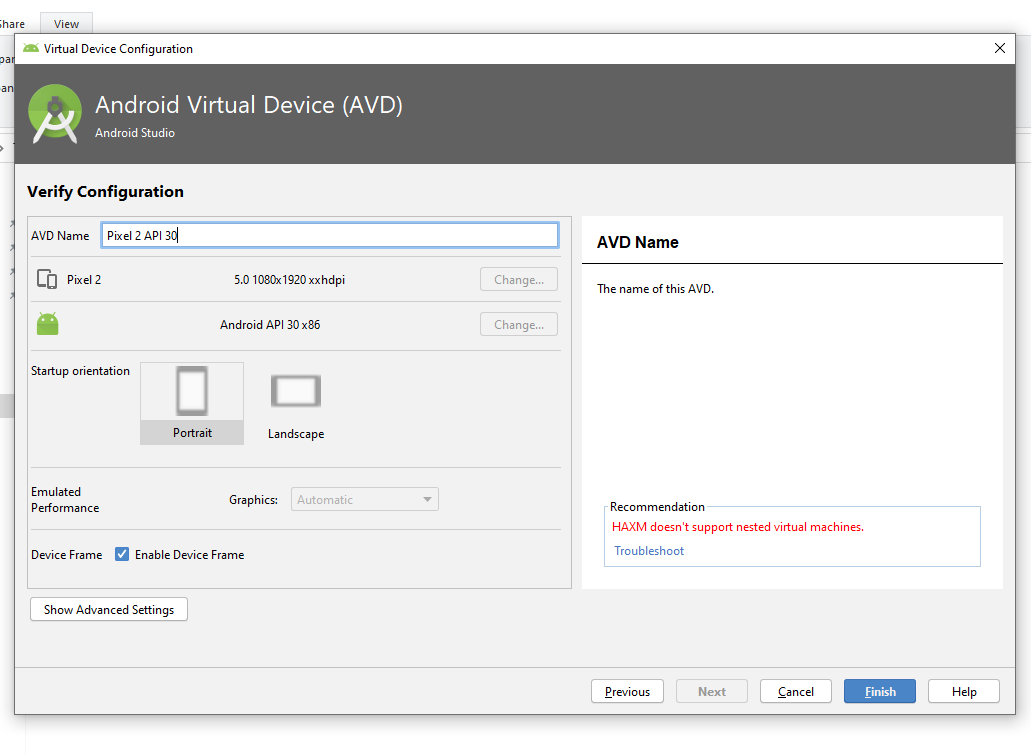 Share View
Virtual Device Configuration
Android Virtual Device (AVD)
Android Studio
Verify Configuration
AVD Name Pixel 2 API 30
Pixel 2 5.0 1080x1920 xxhdpi Change...
Android API 30 x86 Change...
Startup orientation
Portrait
Landscape
Emulated
Performance
Graphics: Automatic
Device Frame Enable Device Frame
Show Advanced Settings
AVD Name
The name of this AVD.
Recommendation
HAXM doesn't support nested virtual machines.
Troubleshoot
Previous Next Cancel Finish Help